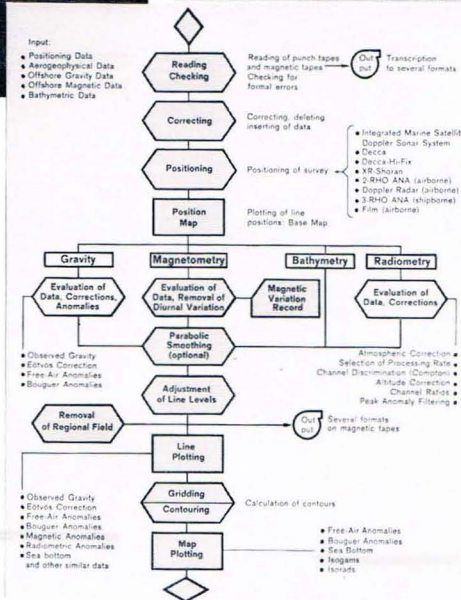 Input:
• Positioning Data
• Aerogeophysical Data
• Offshore Gravity Data
• Offshore Magnetic Data
• Bathymetric Data
Reading
Checking
Reading of punch tapes
and magnetic tapes
Checking for
formal errors
Out
put
Transcription
to several formats
Correcting
Correcting, deleting
inserting of data
Positioning
Positioning of survey
• Integrated Marine Satellit
Doppler Sonar System
• Decca
• Decca-Hi-Fix
• XR-Shoran
• 2-RHO ANA (airborne)
• Doppler Radar (airborne)
• 3-RHO ANA (shipborne)
• Film (airborne)
Position
Map
Plotting of line
positions: Base Map
Gravity
Magnetometry
Bathymetry
Radiometry
Evaluation of
Data, Corrections,
Anomalies
Evaluation of
Data, Removal of
Diurnal Variation
Magnetic
Variation
Record
Evaluation of
Data, Corrections
• Observed Gravity
• Eötvös Correction
• Free-Air Anomalies
• Bouguer Anomalies
Parabolic
Smoothing
(optional)
Atmospheric Correction •
Selection of Processing Rate •
Channel Discrimination (Compton) •
Altitude Correction •
Channel Ratios •
Peak Anomaly Filtering •
Adjustment
of Line Levels
Removal
of Regional Field
Out
put
Several formats
on magnetic tapes
Line
Plotting
Gridding
Contouring
Calculation of contours
• Observed Gravity
• Eötvös Correction
• Free-Air Anomalies
• Bouguer Anomalies
• Magnetic Anomalies
• Radiometric Anomalies
• Sea bottom
and other similar data
Map
Plotting
• Free-Air Anomalies
• Bouguer Anomalies
• Sea Bottom
• Isogams
• Isorads